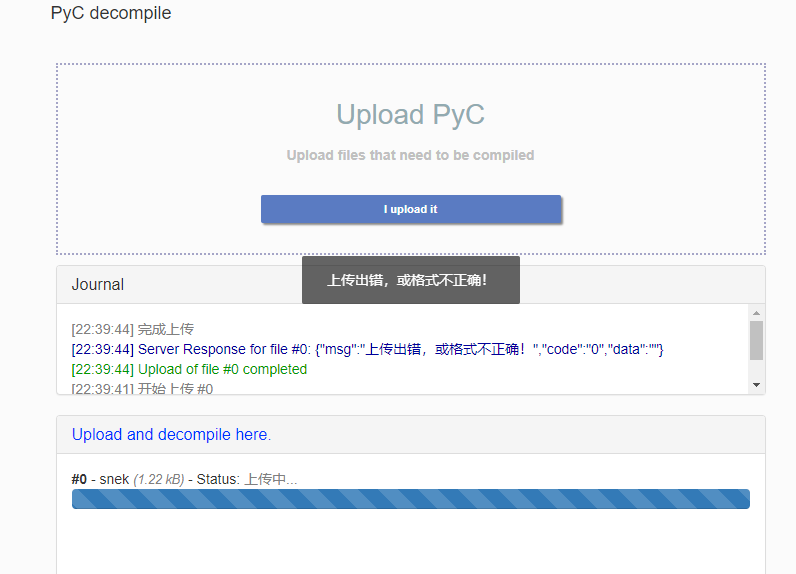 PyC decompile
Upload PyC
Upload files that need to be compiled
I upload it
上传出错，或格式不正确！
Journal
[22:39:44] 完成上传
[22:39:44] Server Response for file #0: {"msg":"上传出错，或格式不正确！","code":"0","data":""}
[22:39:44] Upload of file #0 completed
[22:39:41] 开始上传 #0
Upload and decompile here.
#0 - snek (1.22 kB) - Status: 上传中...